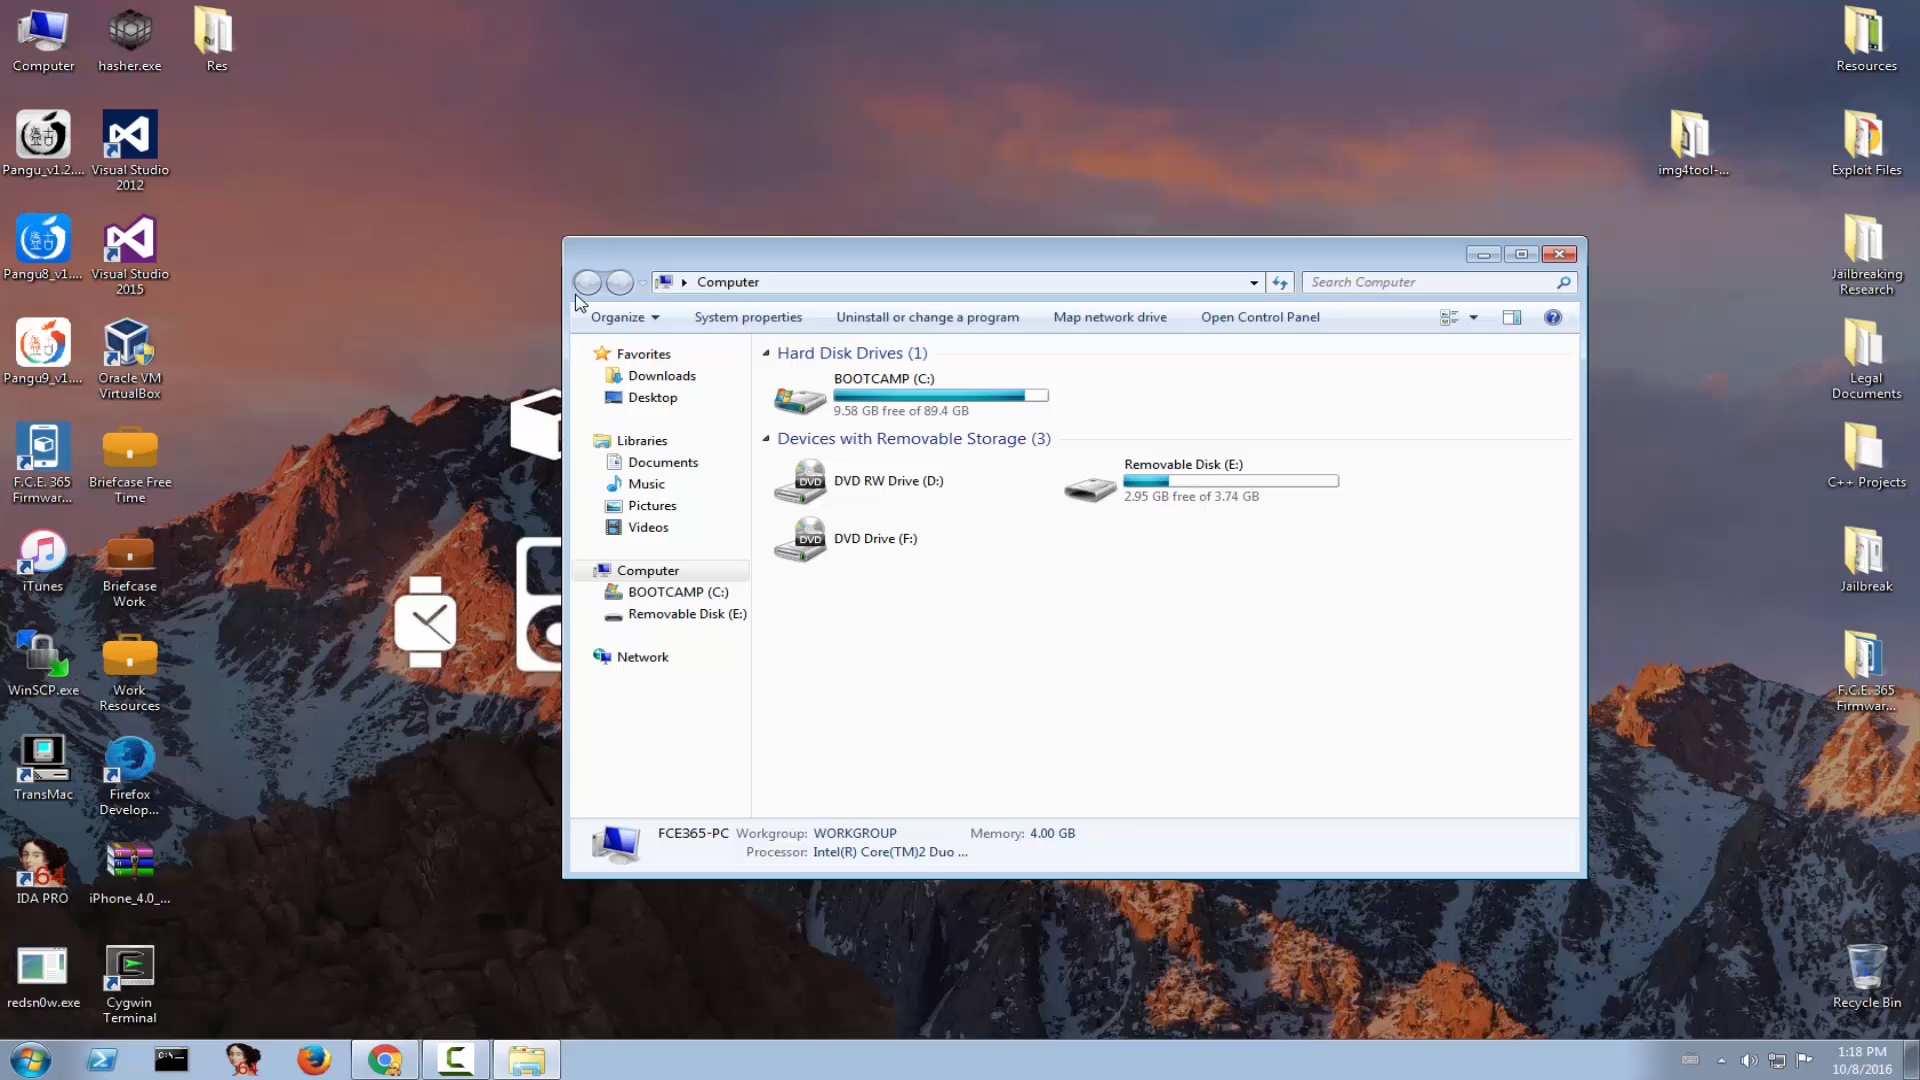 Computer
hasher.exe
Res
Pangu_v1.2....
Visual Studio
2012
Pangu8_v1....
Visual Studio
2015
Pangu9_v1....
Oracle VM
VirtualBox
F.C.E. 365
Firmwar...
Briefcase Free
Time
iTunes
Briefcase
Work
WinSCP.exe
Work
Resources
TransMac
Firefox
Develop...
64
IDA PRO
iPhone_4.0_...
redsn0w.exe
Cygwin
Terminal
Computer
Search Computer
Organize
System properties
Uninstall or change a program
Map network drive
Open Control Panel
Favorites
Downloads
Desktop
Libraries
Documents
Music
Pictures
Videos
Computer
BOOTCAMP (C:)
Removable Disk (E:)
Network
Hard Disk Drives (1)
BOOTCAMP (C:)
9.58 GB free of 89.4 GB
Devices with Removable Storage (3)
DVD
DVD RW Drive (D:)
Removable Disk (E:)
2.95 GB free of 3.74 GB
DVD
DVD Drive (F:)
FCE365-PC
Workgroup: WORKGROUP
Memory: 4.00 GB
Processor: Intel(R) Core(TM)2 Duo ...
Resources
img4tool-...
Exploit Files
Jailbreaking
Research
Legal
Documents
C++ Projects
Jailbreak
F.C.E. 365
Firmwar...
Recycle Bin
C:\
64
1:18 PM
10/8/2016